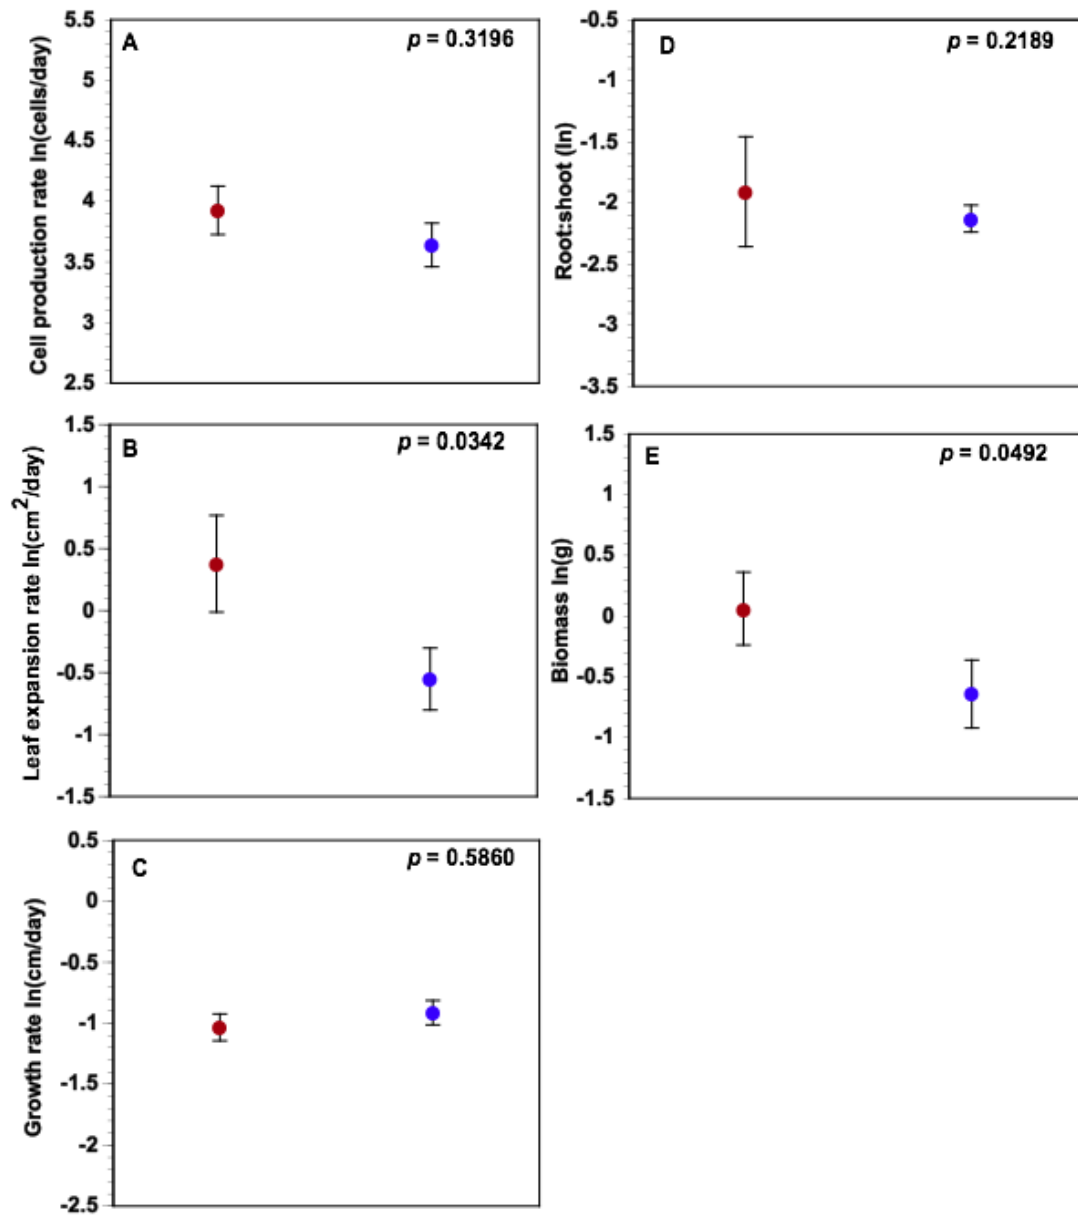 Cell production rate ln(cells/day)
5.5
5
4.5
4
3.5
3
2.5
A
p = 0.3196
Root:shoot (ln)
-0.5
-1
-1.5
-2
-2.5
-3
-3.5
D
p = 0.2189
Leaf expansion rate ln(cm²/day)
1.5
1
0.5
0
-0.5
-1
-1.5
B
p = 0.0342
Biomass ln(g)
1.5
1
0.5
0
-0.5
-1
-1.5
E
p = 0.0492
Growth rate ln(cm/day)
0.5
0
-0.5
-1
-1.5
-2
-2.5
C
p = 0.5860